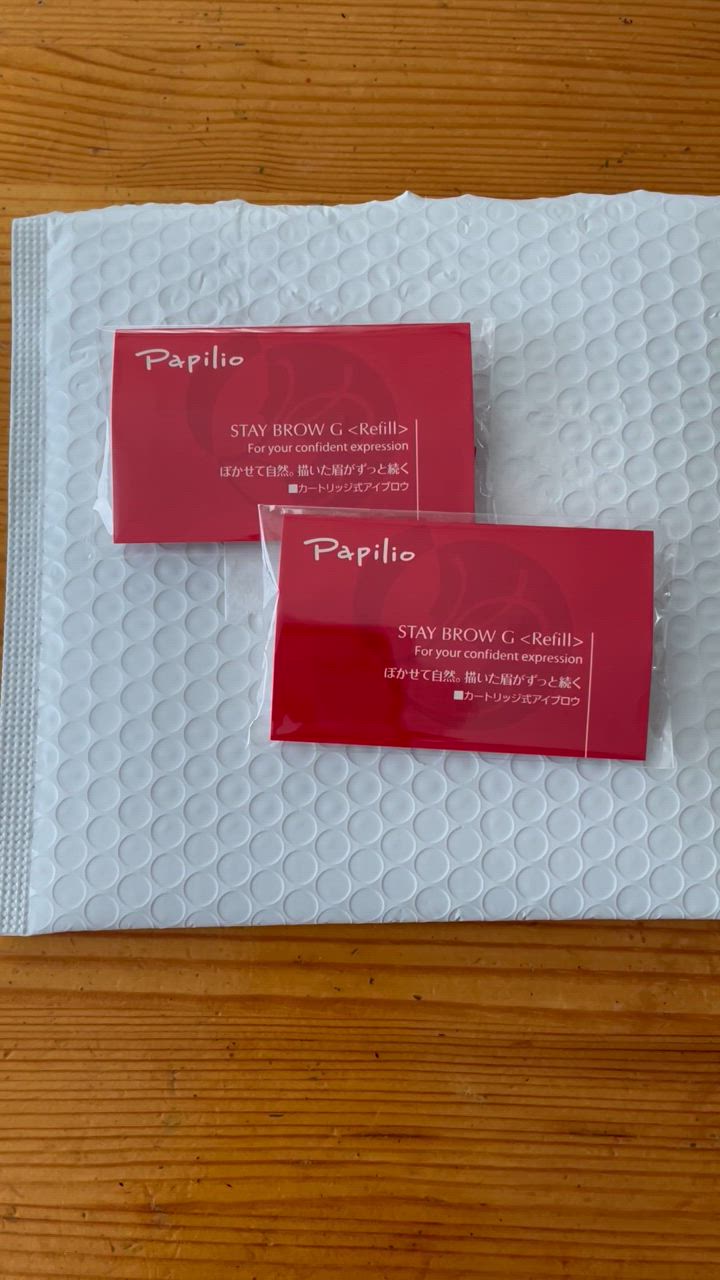 Papilio
STAY BROW G <Refill>
For your confident expression
ぼかせて自然。描いた眉がずっと続く
■カートリッジ式アイブロウ
Papilio
STAY BROW G <Refill>
For your confident expression
ぼかせて自然。描いた眉がずっと続く
■カートリッジ式アイブロウ